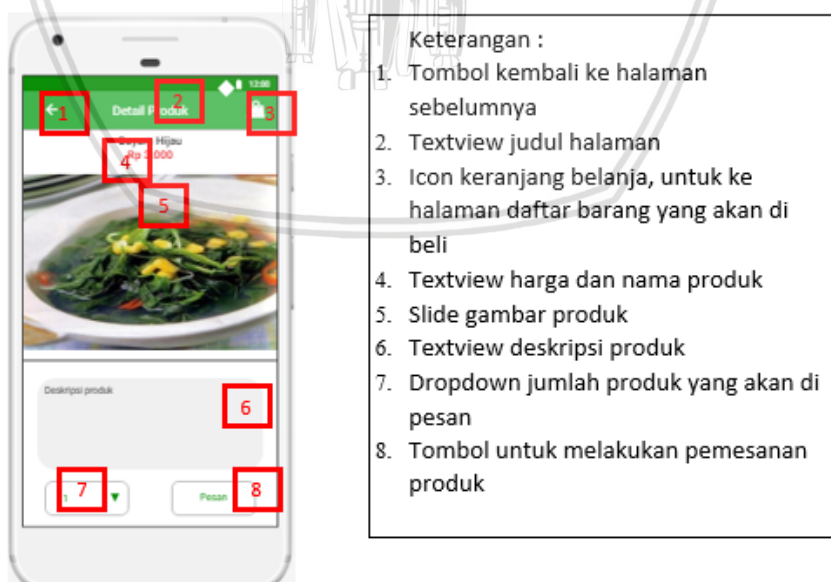 12:00
1
Detail Produk
2
3
Hijau
Rp 3.000
4
5
Deskripsi produk
6
1
7
Pesan
8
Keterangan :
1. Tombol kembali ke halaman
sebelumnya
2. Textview judul halaman
3. Icon keranjang belanja, untuk ke
halaman daftar barang yang akan di
beli
4. Textview harga dan nama produk
5. Slide gambar produk
6. Textview deskripsi produk
7. Dropdown jumlah produk yang akan di
pesan
8. Tombol untuk melakukan pemesanan
produk